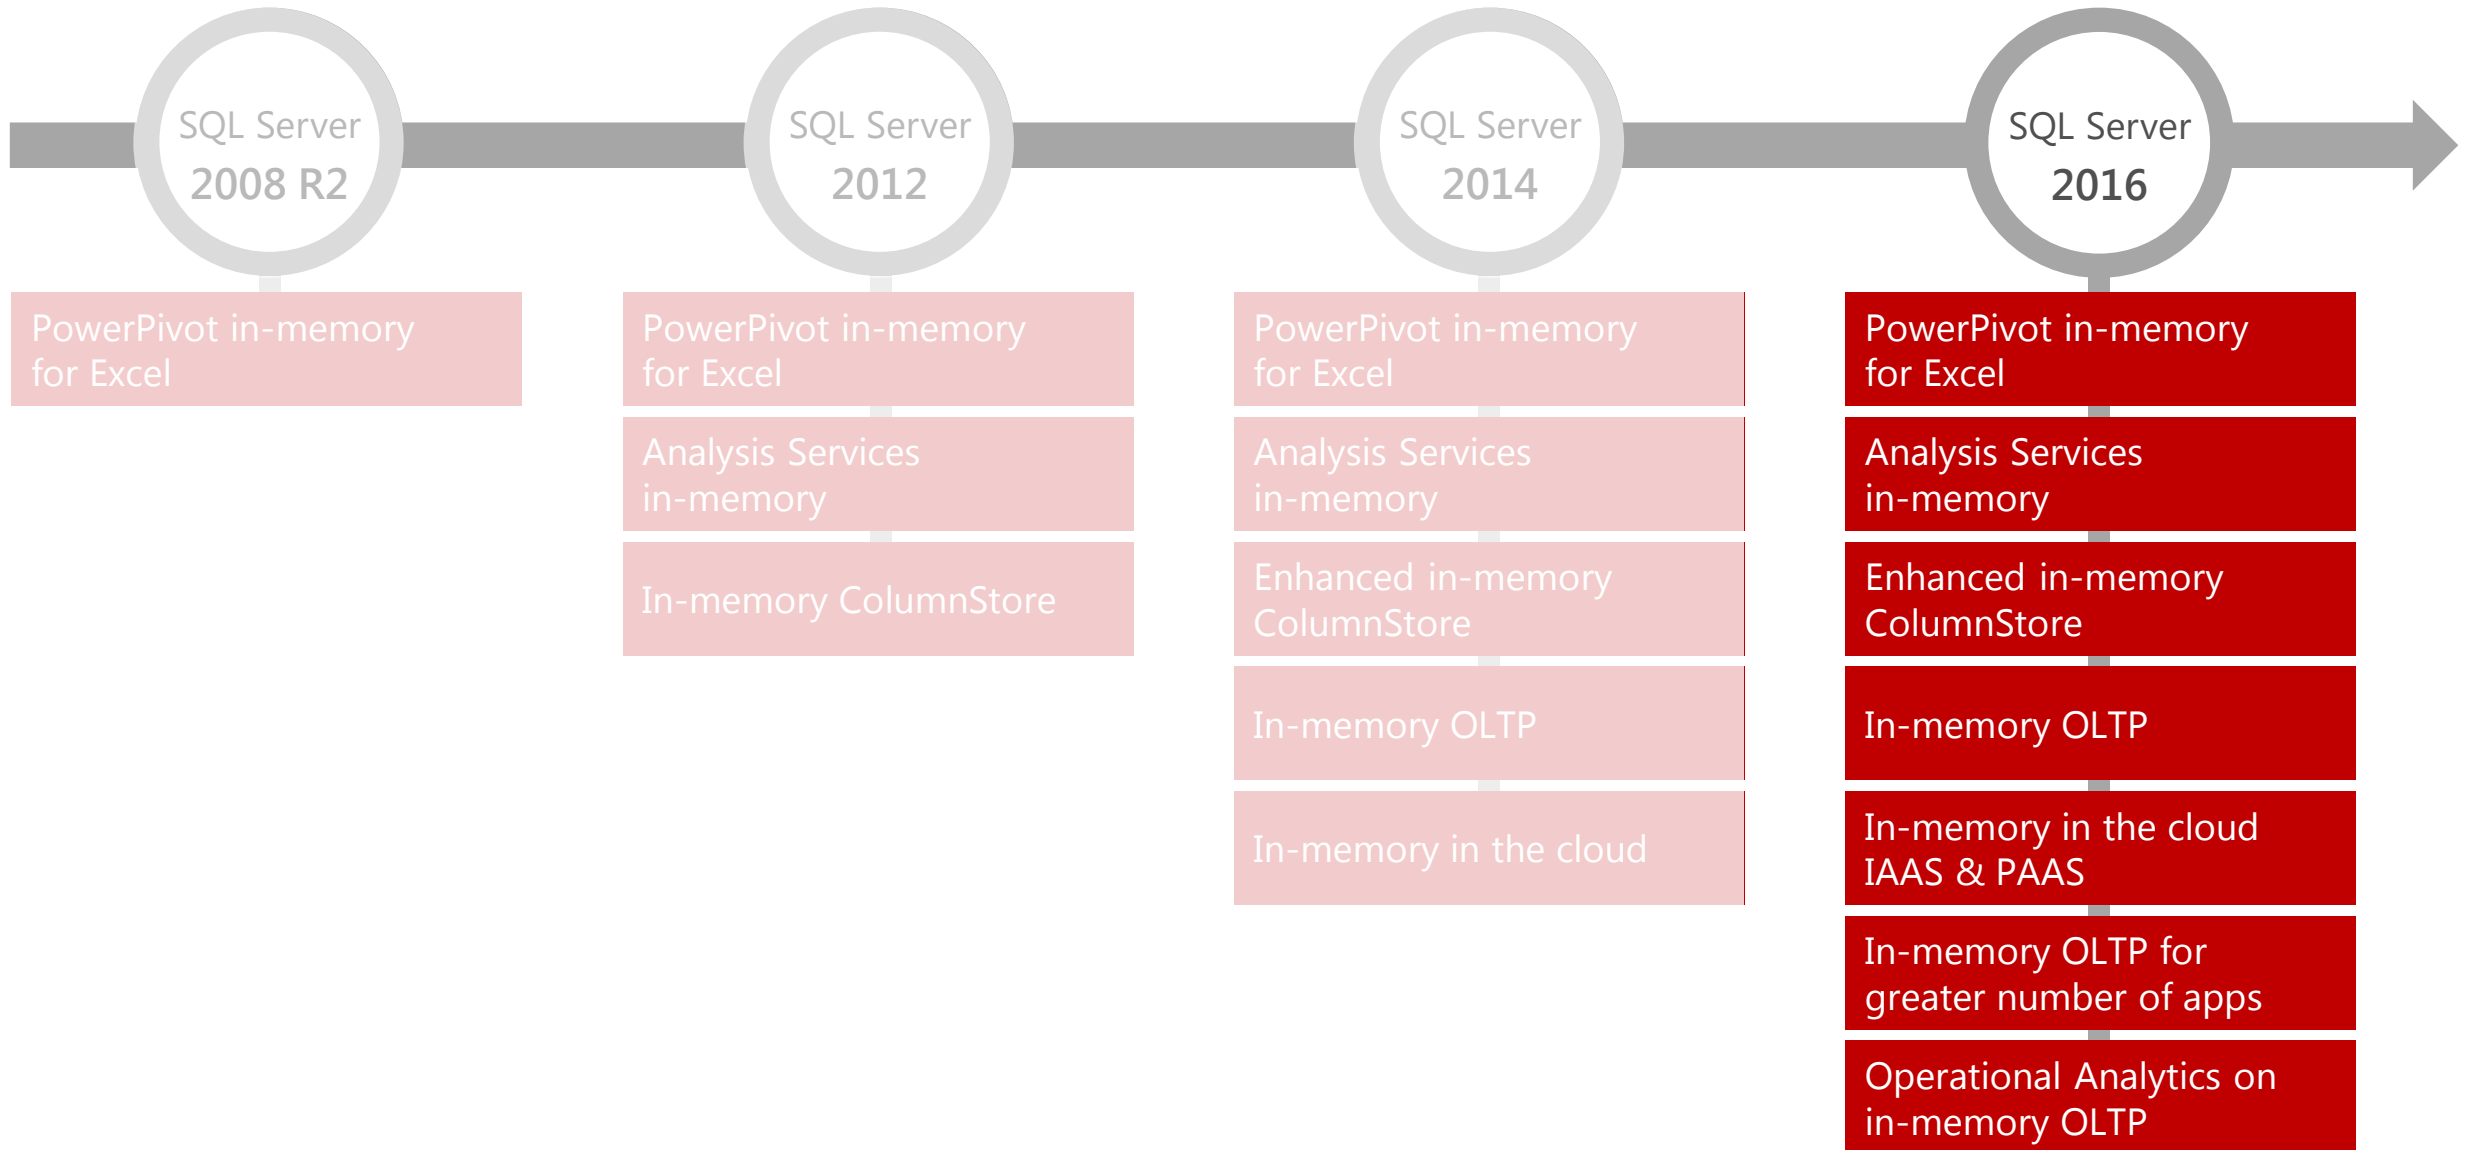 SQL Server
2008 R2
SQL Server
2012
SQL Server
2014
SQL Server
2016
PowerPivot in-memory
for Excel
PowerPivot in-memory
for Excel
Analysis Services
in-memory
In-memory ColumnStore
PowerPivot in-memory
for Excel
Analysis Services
in-memory
Enhanced in-memory
ColumnStore
In-memory OLTP
In-memory in the cloud
PowerPivot in-memory
for Excel
Analysis Services
in-memory
Enhanced in-memory
ColumnStore
In-memory OLTP
In-memory in the cloud
IAAS & PAAS
In-memory OLTP for
greater number of apps
Operational Analytics on
in-memory OLTP